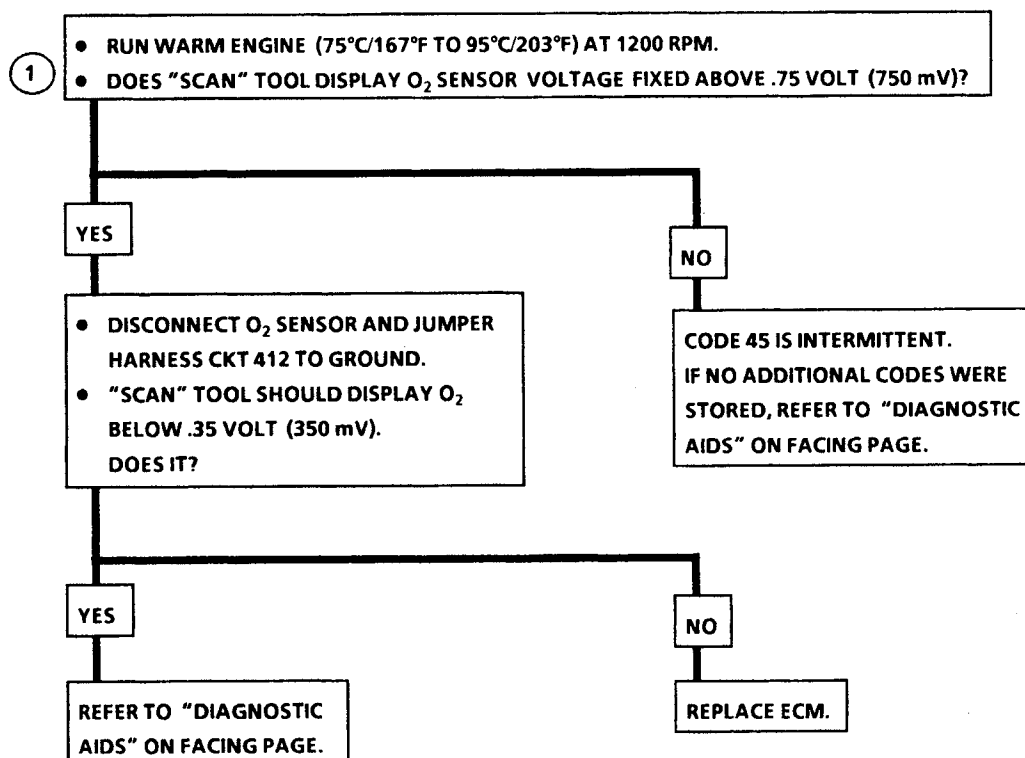 1
• RUN WARM ENGINE (75°C/167°F TO 95°C/203°F) AT 1200 RPM.
• DOES "SCAN" TOOL DISPLAY O₂ SENSOR VOLTAGE FIXED ABOVE .75 VOLT (750 mV)?
YES
NO
• DISCONNECT O₂ SENSOR AND JUMPER
HARNESS CKT 412 TO GROUND.
• "SCAN" TOOL SHOULD DISPLAY O₂
BELOW .35 VOLT (350 mV).
DOES IT?
CODE 45 IS INTERMITTENT.
IF NO ADDITIONAL CODES WERE
STORED, REFER TO "DIAGNOSTIC
AIDS" ON FACING PAGE.
YES
NO
REFER TO "DIAGNOSTIC
AIDS" ON FACING PAGE.
REPLACE ECM.